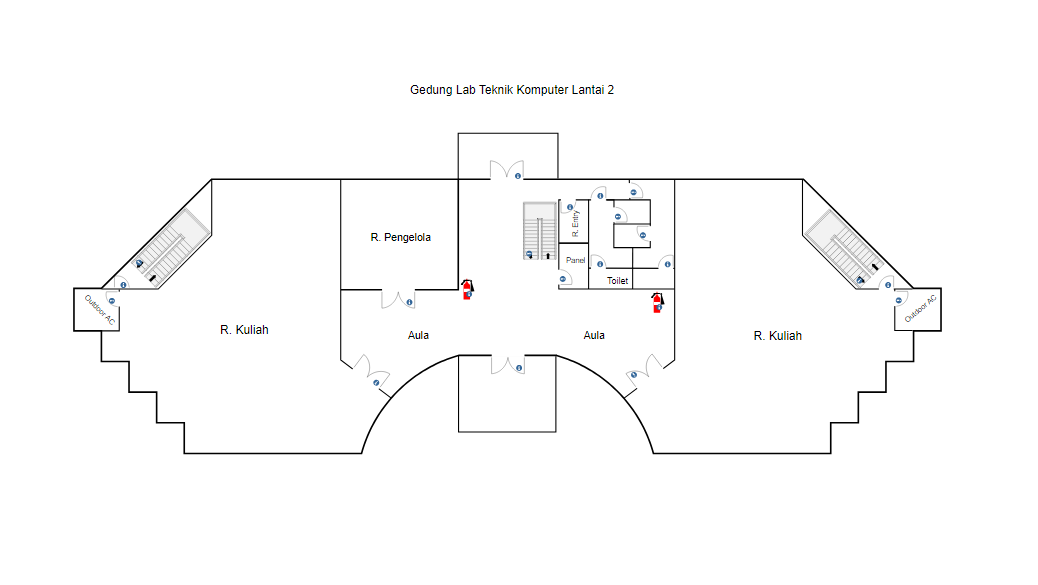 Gedung Lab Teknik Komputer Lantai 2
R. Pengelola
R. Entry
Panel
Toilet
Outdoor AC
R. Kuliah
Aula
Aula
R. Kuliah
Outdoor AC